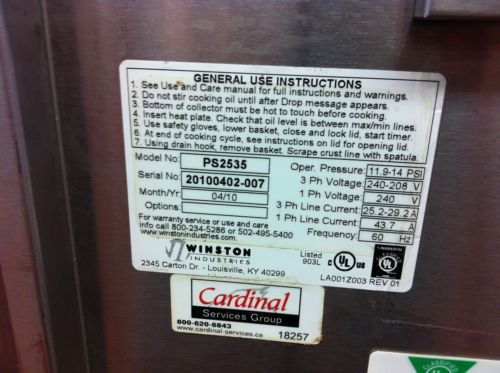 GENERAL USE INSTRUCTIONS
1. See Use and Care manual for full instructions and warnings.
2. Do not stir cooking oil until after Drop message appears.
3. Bottom of collector must be hot to touch before cooking.
4. Insert heat plate. Check that oil level is between max/min lines.
5. Use safety gloves, lower basket, close and lock lid, start timer.
6. At end of cooking cycle, see instructions on lid for opening lid.
7. Using drain hook, remove basket. Scrape crust line with spatula.
Model No: PS2535
Serial No: 20100402-007
Month/Yr: 04/10
Options:
For warranty service or use and care
info call 800-234-5286 > 502-495-5400
www.winstonindustries.com
Oper. Pressure: 11.9-14 PSI
3 Ph Voltage: 240-208 V
1 Ph Voltage: 240 V
3 Ph Line Current: 25.2-29.2 A
1 Ph Line Current: 43.7 A
Frequency: 60 Hz
WINSTON
INDUSTRIES
2345 Carton Dr. - Louisville, KY 40299
Listed
903L
C UL US
UL
LA001Z003 REV 01
Cardinal
Services Group
800-620-6843
www.cardinal-services.ca
18257
CLASSIFIED